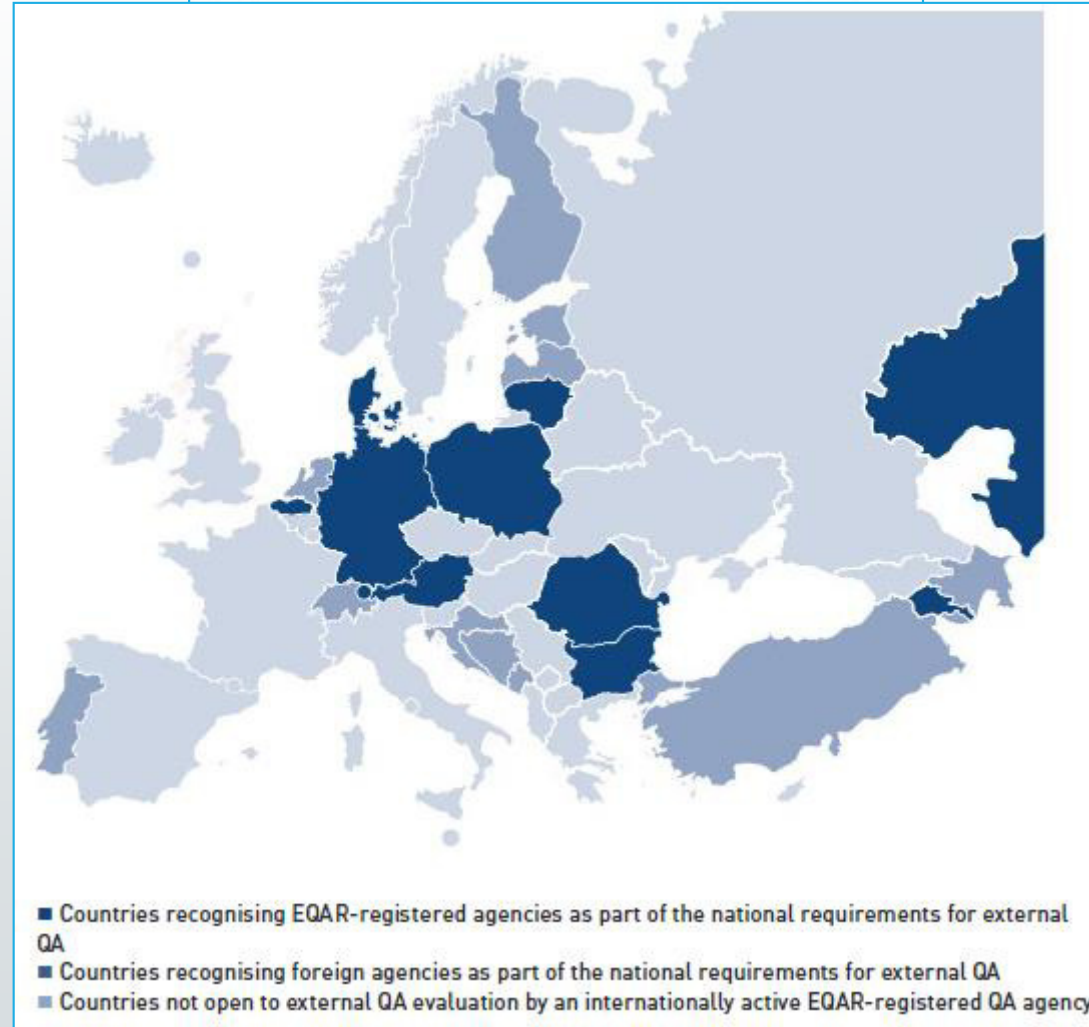 ■ Countries recognising EQAR-registered agencies as part of the national requirements for external
QA
■ Countries recognising foreign agencies as part of the national requirements for external QA
■ Countries not open to external QA evaluation by an internationally active EQAR-registered QA agency